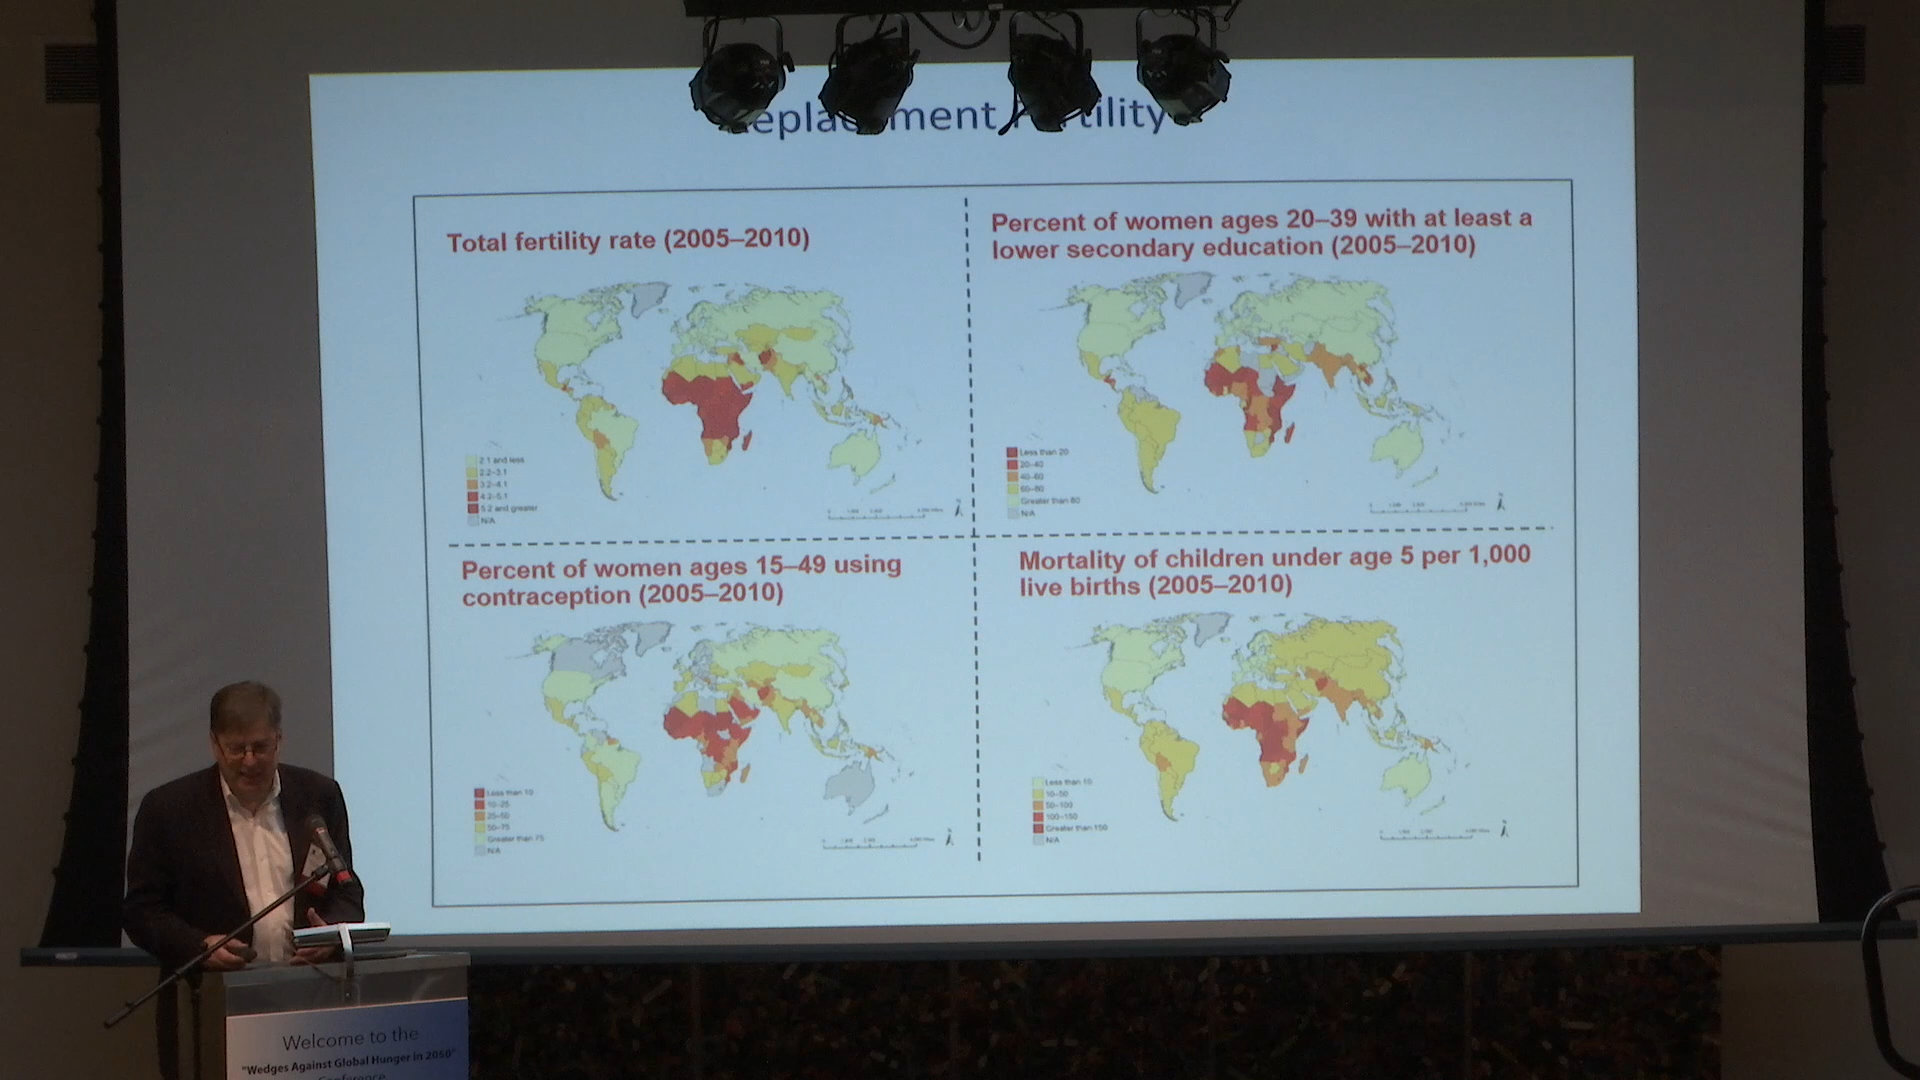 Total fertility rate (2005–2010)
2.1 and less
2.2–3.1
3.2–4.1
4.2–5.1
5.2 and greater
N/A
Percent of women ages 20–39 with at least a
lower secondary education (2005–2010)
Less than 20
20–40
40–60
60–80
Greater than 80
N/A
Percent of women ages 15–49 using
contraception (2005–2010)
Less than 10
10–25
25–50
50–75
Greater than 75
N/A
Mortality of children under age 5 per 1,000
live births (2005–2010)
Less than 10
10–50
50–100
100–150
Greater than 150
N/A
Welcome to the
"Wedges Against Global Hunger in 2050"
Conference